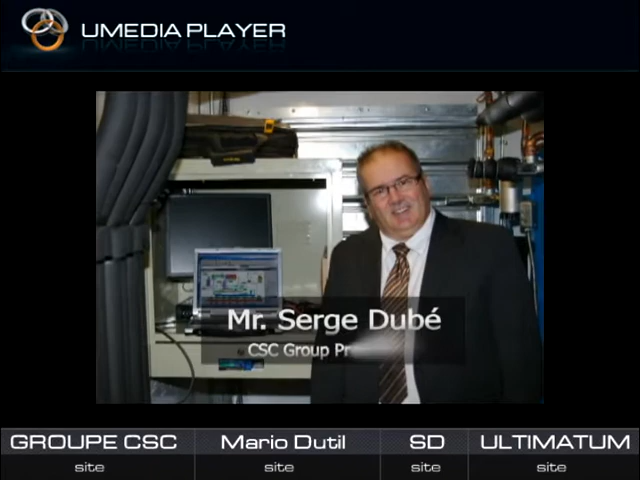 UMEDIA PLAYER
Mr. Serge Dubé
CSC Group
GROUPE CSC Mario Dutil SD ULTIMATUM
site site site site